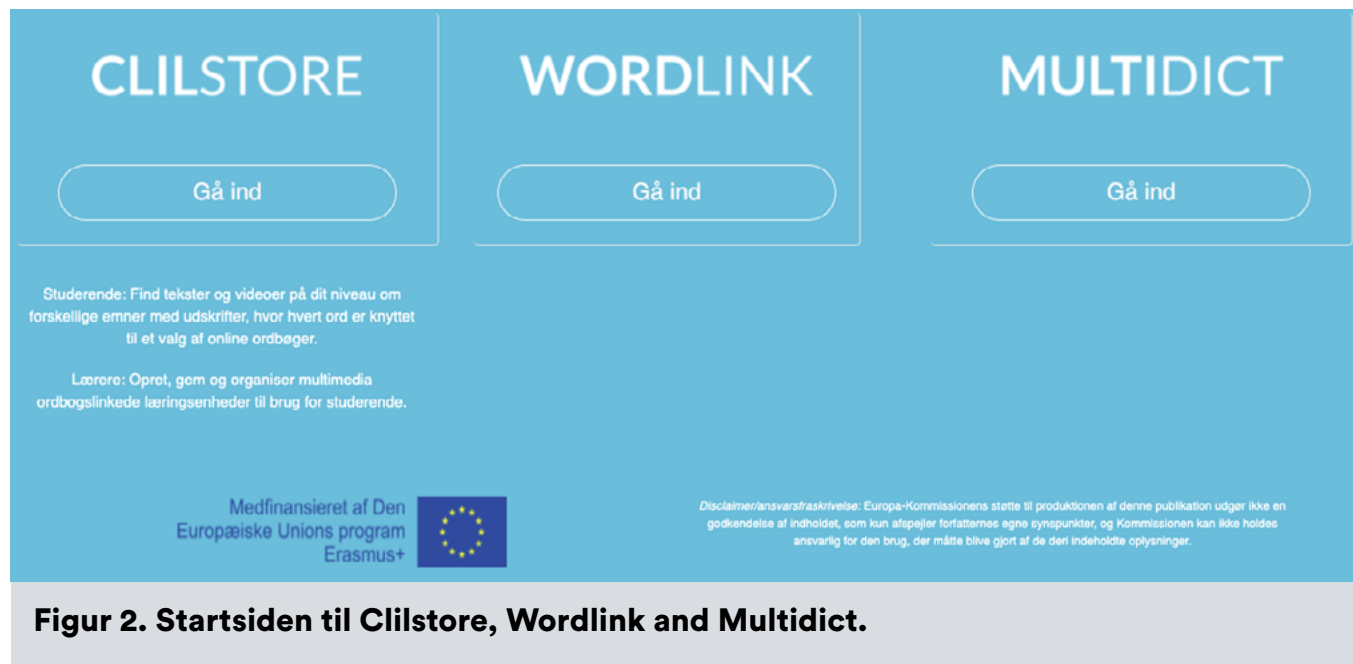 CLILSTORE
WORDLINK
MULTIDICT
Gå ind
Gå ind
Gå ind
Studerende: Find tekster og videoer på dit niveau om
forskellige emner med udskrifter, hvor hvert ord er knyttet
til et valg af online ordbøger.
Lærere: Opret, gem og organiser multimedia
ordbogslinkede læringsenheder til brug for studerende.
Medfinansieret af Den
Europæiske Unions program
Erasmus+
Disclaimer/ansvarsfraskrivelse: Europa-Kommissionens støtte til produktionen af denne publikation udgør ikke en
godkendelse af indholdet, som kun afspejler forfatternes egne synspunkter, og Kommissionen kan ikke holdes
ansvarlig for den brug, der måtte blive gjort af de deri indeholdte oplysninger.
Figur 2. Startsiden til Clilstore, Wordlink and Multidict.